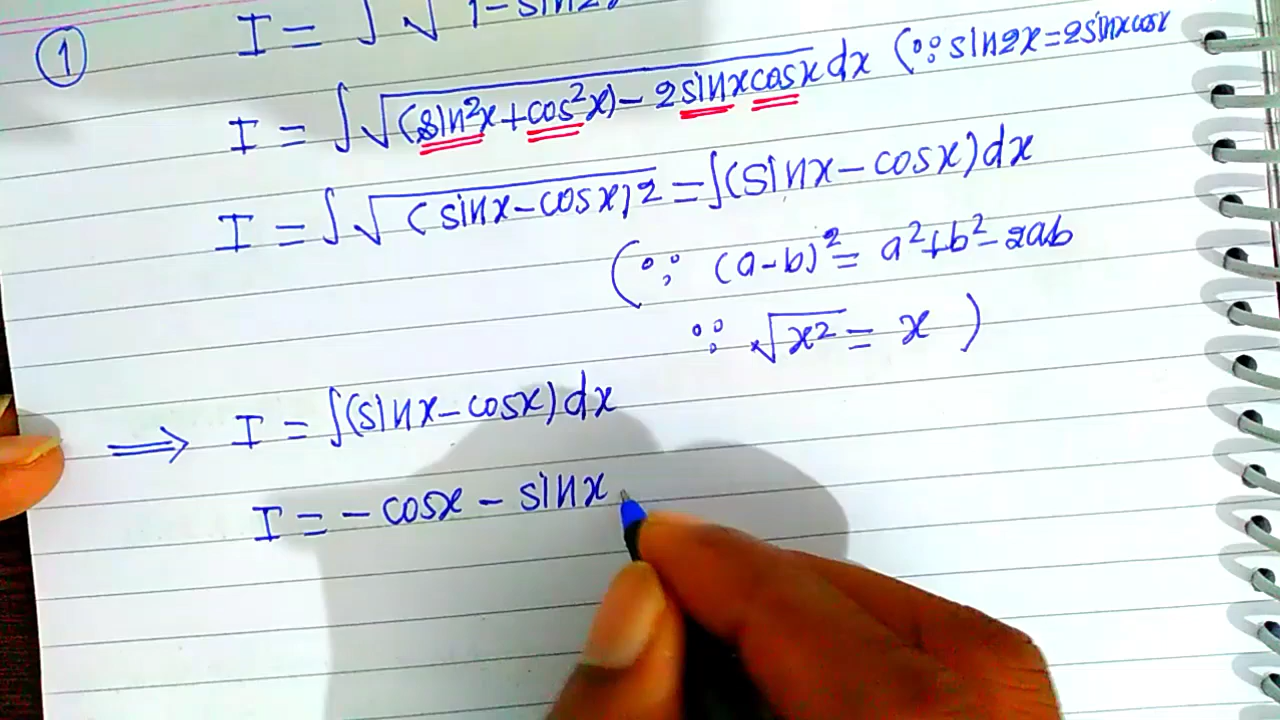 ①
I = ∫ √1-sin2
I = ∫ √(sin²x + cos²x) - 2sinxcosx dx (∵ sin2x = 2sinxcosx
I = ∫ √(sinx - cosx)2 = ∫(sinx - cosx) dx
(∵ (a-b)² = a²+b²-2ab
∵ √x² = x )
⟹ I = ∫(sinx - cosx) dx
I = - cosx - sinx